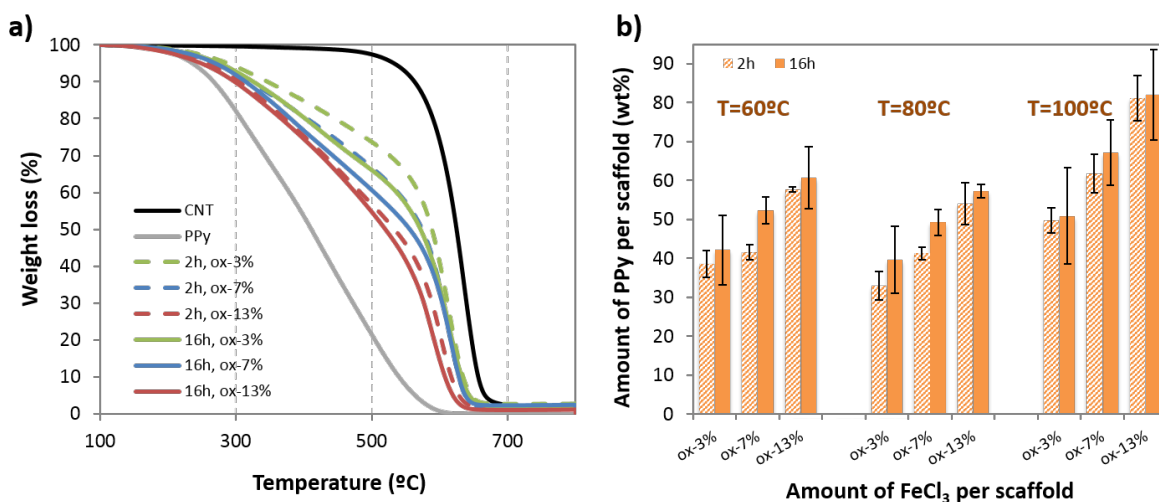 a)
100
90
80
70
60
50
40
30
20
10
0
Weight loss (%)
CNT
PPy
2h, ox-3%
2h, ox-7%
2h, ox-13%
16h, ox-3%
16h, ox-7%
16h, ox-13%
100 300 500 700
Temperature (ºC)
b)
90
80
70
60
50
40
30
20
10
0
Amount of PPy per scaffold (wt%)
2h 16h
T=60ºC T=80ºC T=100ºC
ox-3% ox-7% ox-13% ox-3% ox-7% ox-13% ox-3% ox-7% ox-13%
Amount of FeCl₃ per scaffold